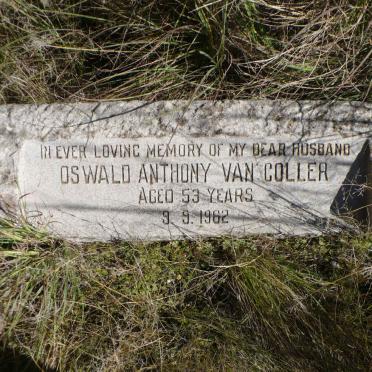 IN EVER LOVING MEMORY OF MY DEAR HUSBAND
OSWALD ANTHONY VAN COLLER
AGED 53 YEARS
9. 9. 1962